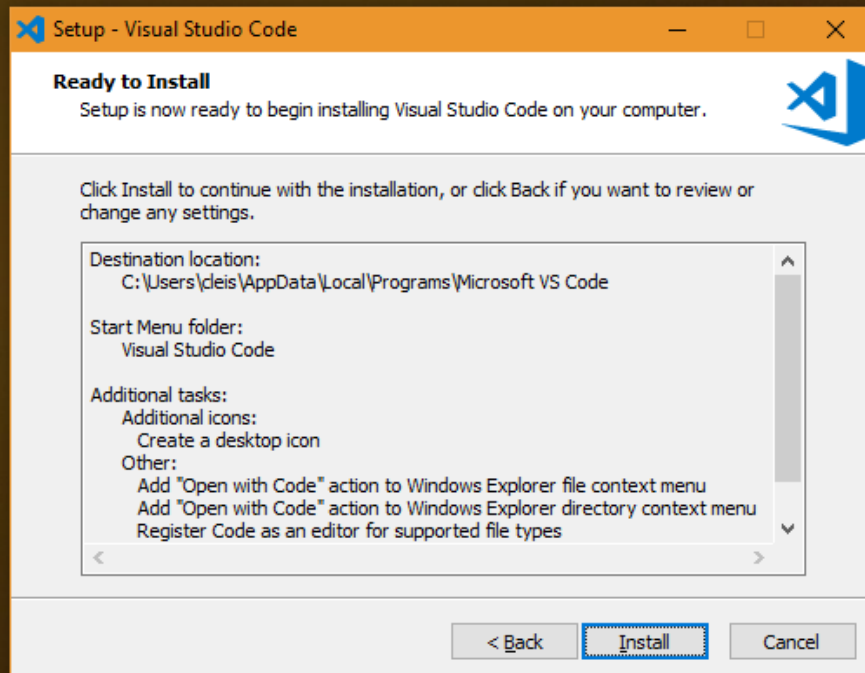 Setup - Visual Studio Code
Ready to Install
Setup is now ready to begin installing Visual Studio Code on your computer.
Click Install to continue with the installation, or click Back if you want to review or
change any settings.
Destination location:
C:\Users\cleis\AppData\Local\Programs\Microsoft VS Code
Start Menu folder:
Visual Studio Code
Additional tasks:
Additional icons:
Create a desktop icon
Other:
Add "Open with Code" action to Windows Explorer file context menu
Add "Open with Code" action to Windows Explorer directory context menu
Register Code as an editor for supported file types
< Back Install Cancel